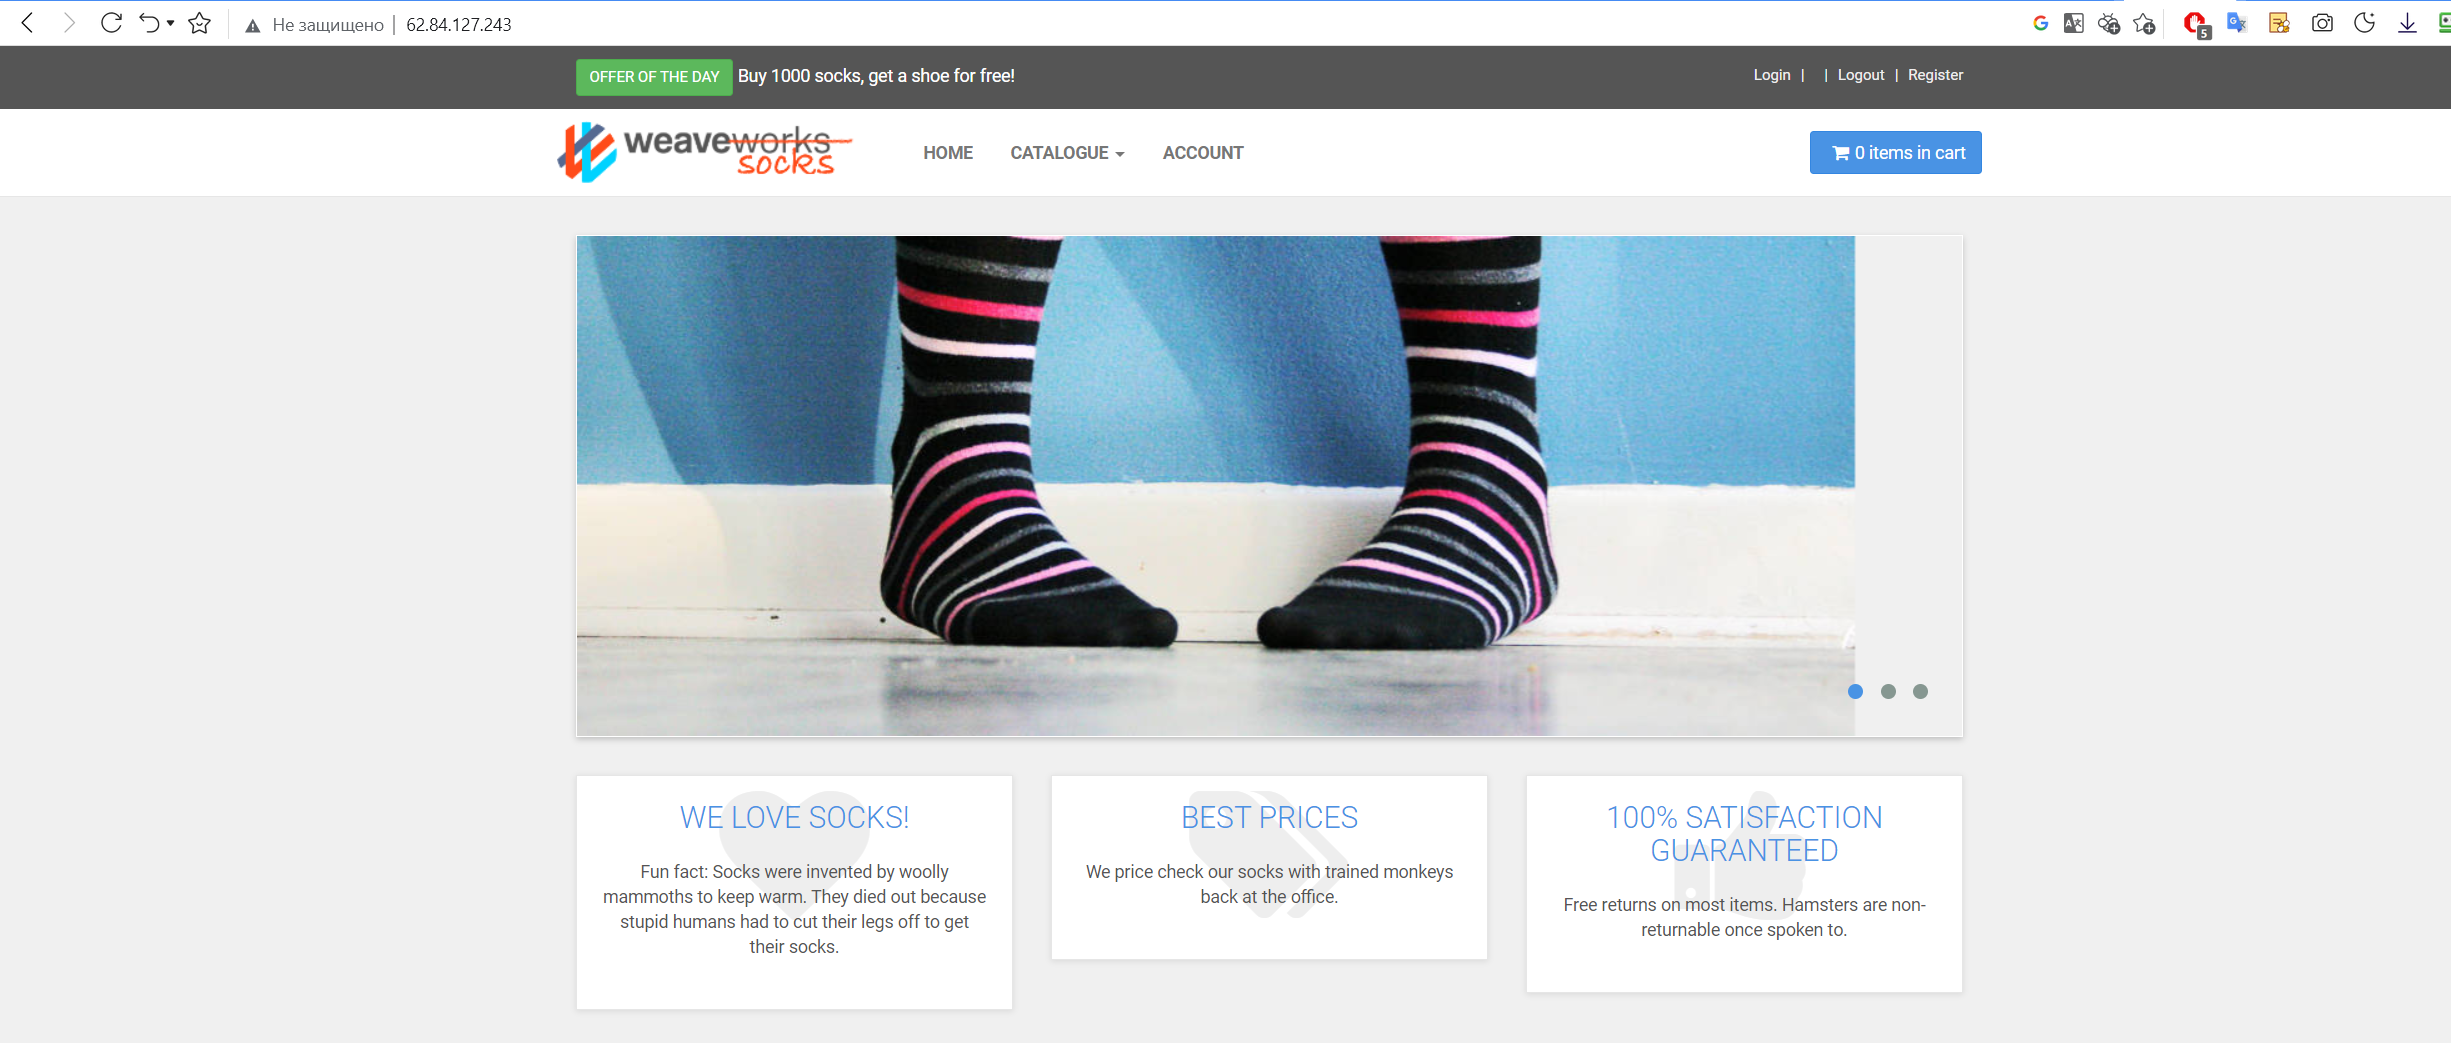 Не защищено | 62.84.127.243
5
OFFER OF THE DAY Buy 1000 socks, get a shoe for free!
Login | | Logout | Register
weaveworks
socks
HOME CATALOGUE ACCOUNT
0 items in cart
WE LOVE SOCKS!
Fun fact: Socks were invented by woolly
mammoths to keep warm. They died out because
stupid humans had to cut their legs off to get
their socks.
BEST PRICES
We price check our socks with trained monkeys
back at the office.
100% SATISFACTION
GUARANTEED
Free returns on most items. Hamsters are non-
returnable once spoken to.